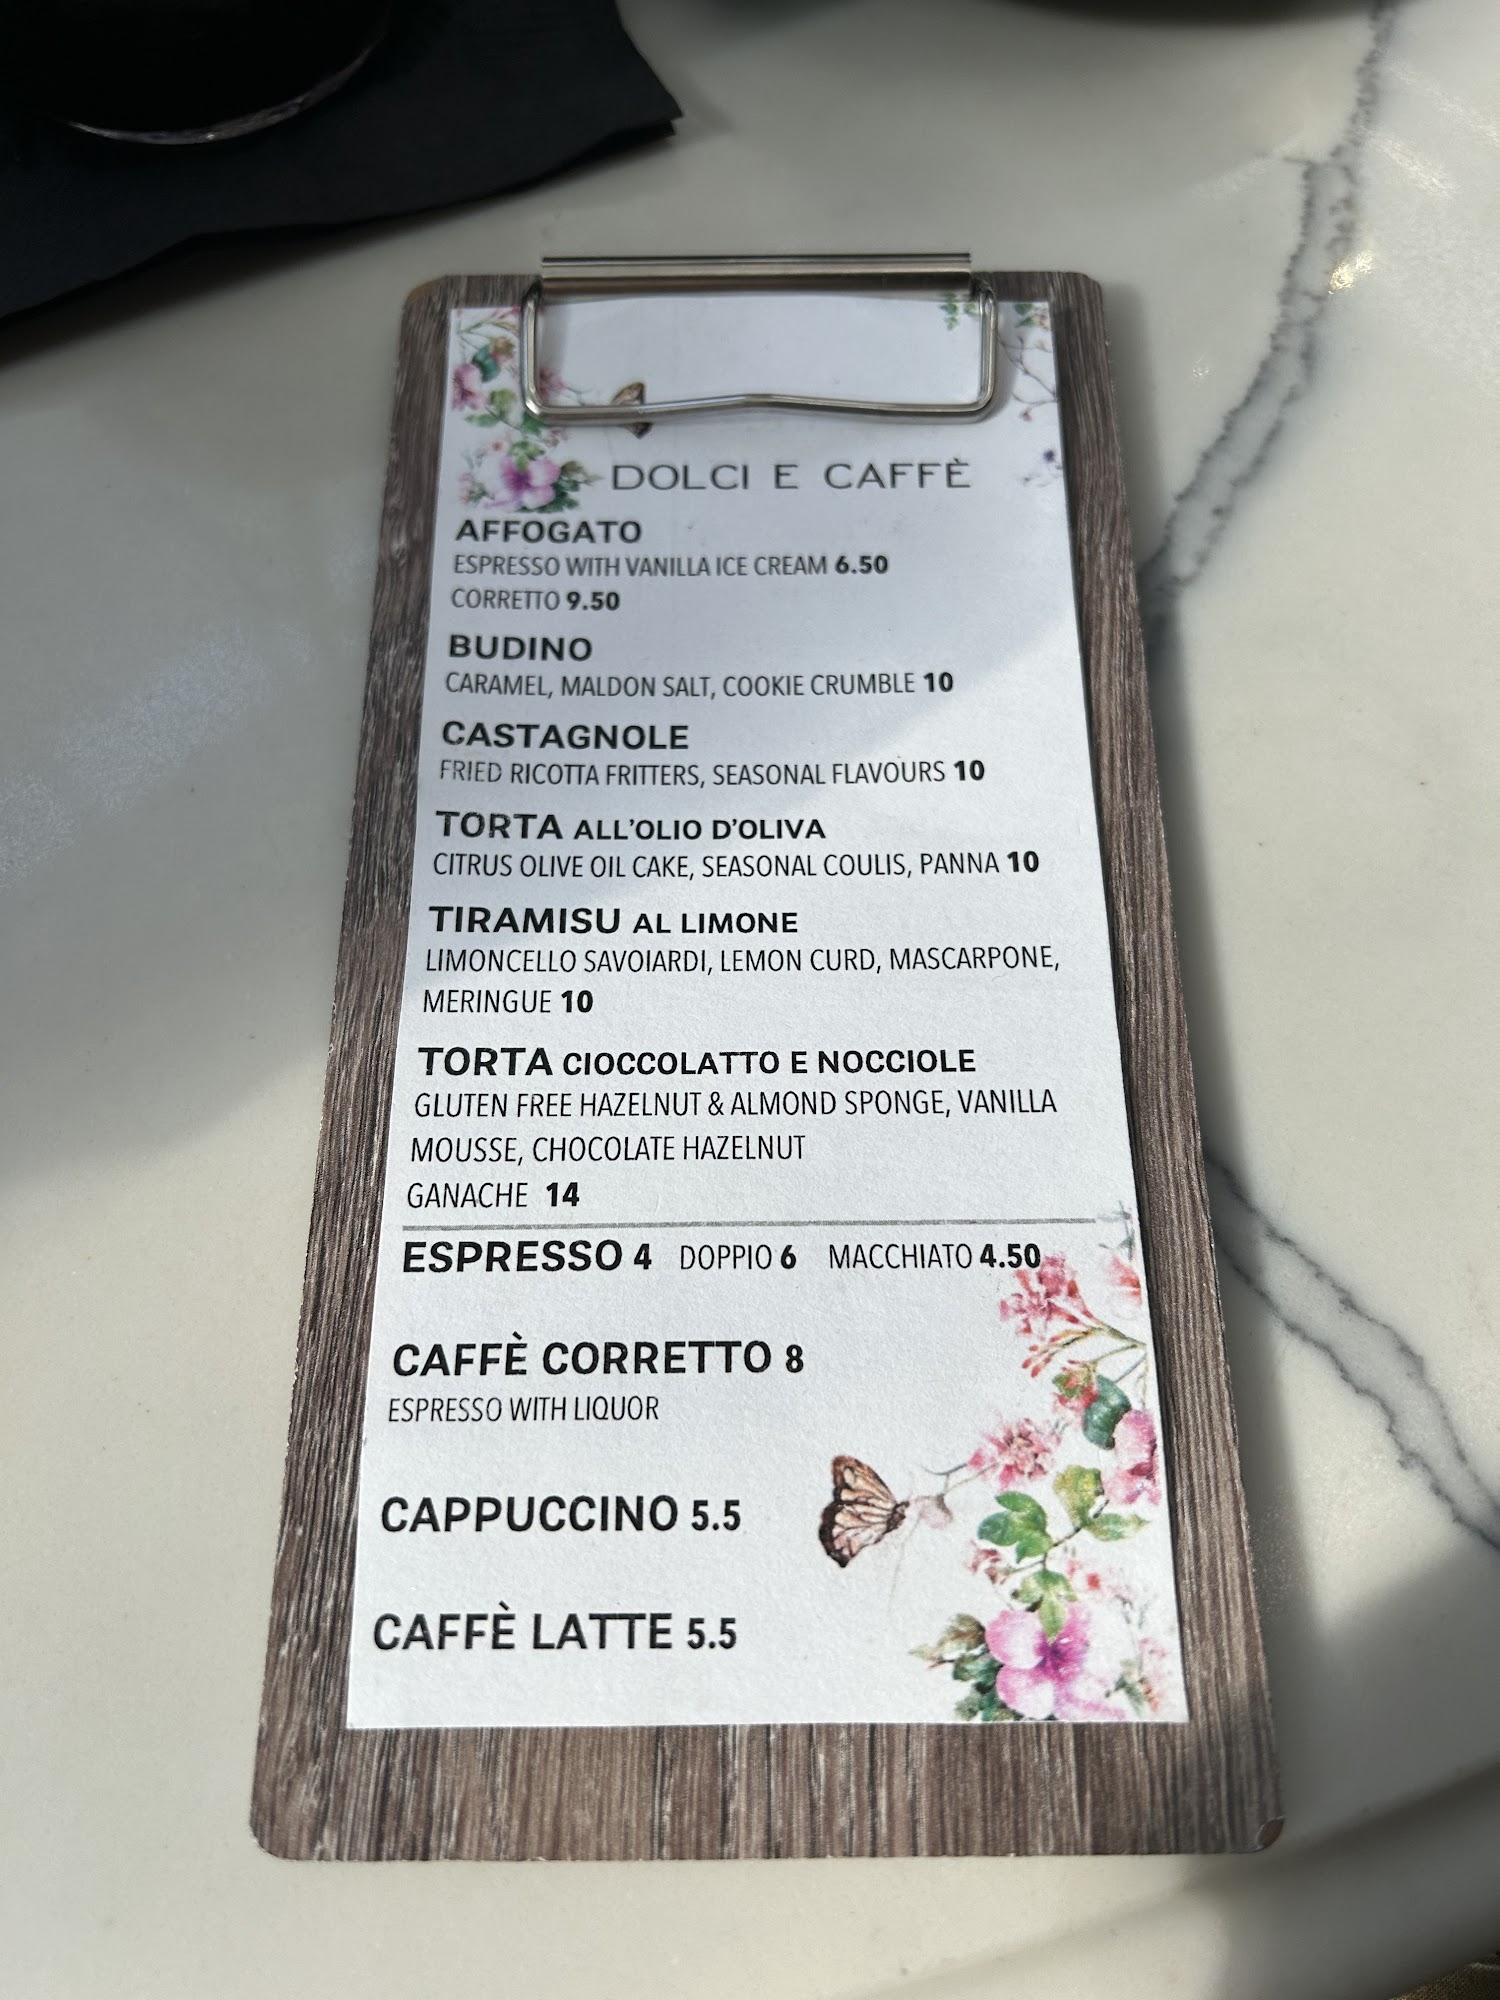 DOLCI E CAFFÈ
AFFOGATO
ESPRESSO WITH VANILLA ICE CREAM 6.50
CORRETTO 9.50
BUDINO
CARAMEL, MALDON SALT, COOKIE CRUMBLE 10
CASTAGNOLE
FRIED RICOTTA FRITTERS, SEASONAL FLAVOURS 10
TORTA ALL'OLIO D'OLIVA
CITRUS OLIVE OIL CAKE, SEASONAL COULIS, PANNA 10
TIRAMISU AL LIMONE
LIMONCELLO SAVOIARDI, LEMON CURD, MASCARPONE,
MERINGUE 10
TORTA CIOCCOLATTO E NOCCIOLE
GLUTEN FREE HAZELNUT & ALMOND SPONGE, VANILLA
MOUSSE, CHOCOLATE HAZELNUT
GANACHE 14
ESPRESSO 4 DOPPIO 6 MACCHIATO 4.50
CAFFÈ CORRETTO 8
ESPRESSO WITH LIQUOR
CAPPUCCINO 5.5
CAFFÈ LATTE 5.5